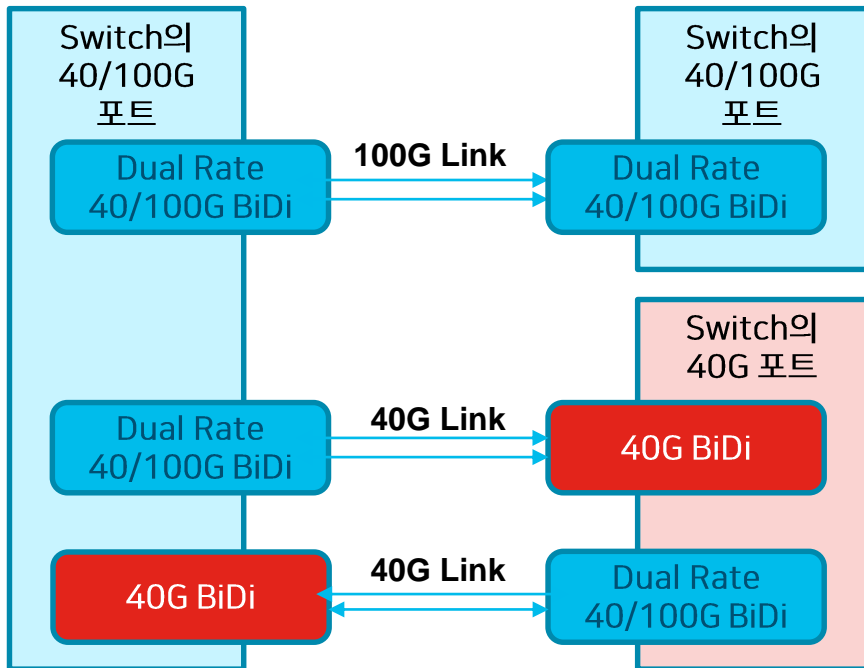 Switch의
40/100G
포트
Dual Rate
40/100G BiDi
100G Link
Switch의
40/100G
포트
Dual Rate
40/100G BiDi
Switch의
40G 포트
Dual Rate
40/100G BiDi
40G Link
40G BiDi
40G BiDi
40G Link
Dual Rate
40/100G BiDi